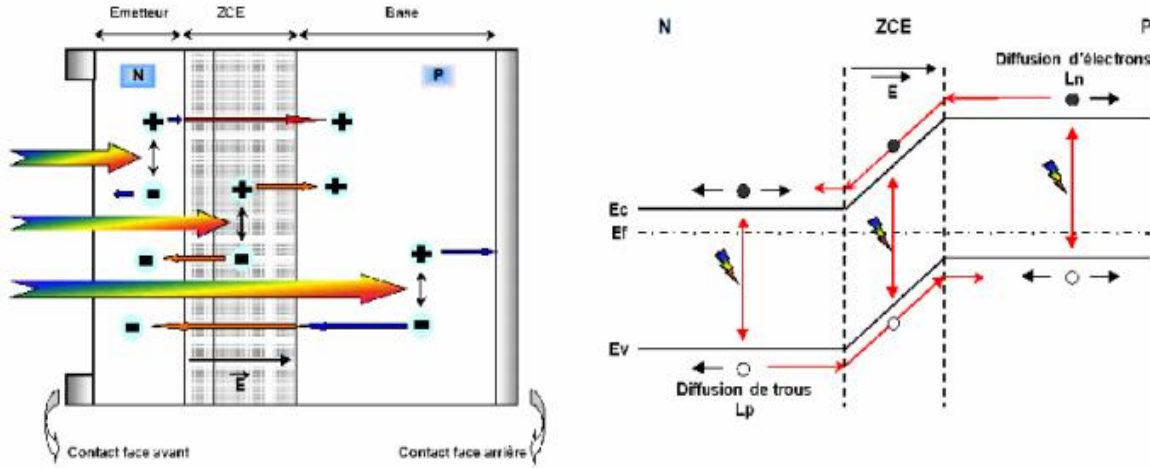 Emetteur
ZCE
Base
N
P
+
+
-
+
+
-
-
+
-
-
E
Contact face avant
Contact face arrière
N
ZCE
P
E
Diffusion d'électrons
Ln
Ec
Ef
Ev
Diffusion de trous
Lp